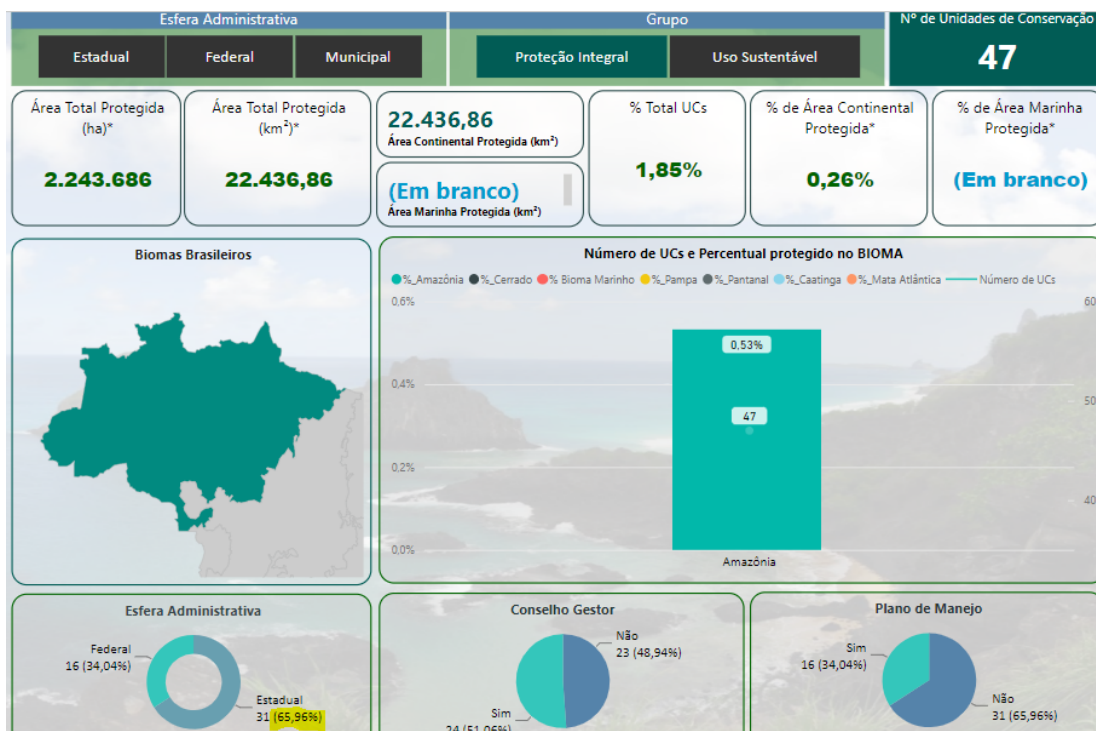 Esfera Administrativa
Estadual
Federal
Municipal
Grupo
Proteção Integral
Uso Sustentável
Nº de Unidades de Conservação
47
Área Total Protegida
(ha)*
2.243.686
Área Total Protegida
(km²)*
22.436,86
22.436,86
Área Continental Protegida (km²)
(Em branco)
Área Marinha Protegida (km²)
% Total UCs
1,85%
% de Área Continental
Protegida*
0,26%
% de Área Marinha
Protegida*
(Em branco)
Biomas Brasileiros
Número de UCs e Percentual protegido no BIOMA
%_Amazônia %_Cerrado % Bioma Marinho %_Pampa %_Pantanal %_Caatinga %_Mata Atlântica Número de UCs
0,6%
0,4%
0,2%
0,0%
0,53%
47
60
50
40
Amazônia
Esfera Administrativa
Federal
16 (34,04%)
Estadual
31 (65,96%)
Conselho Gestor
Não
23 (48,94%)
Sim
24 (51,06%)
Plano de Manejo
Sim
16 (34,04%)
Não
31 (65,96%)